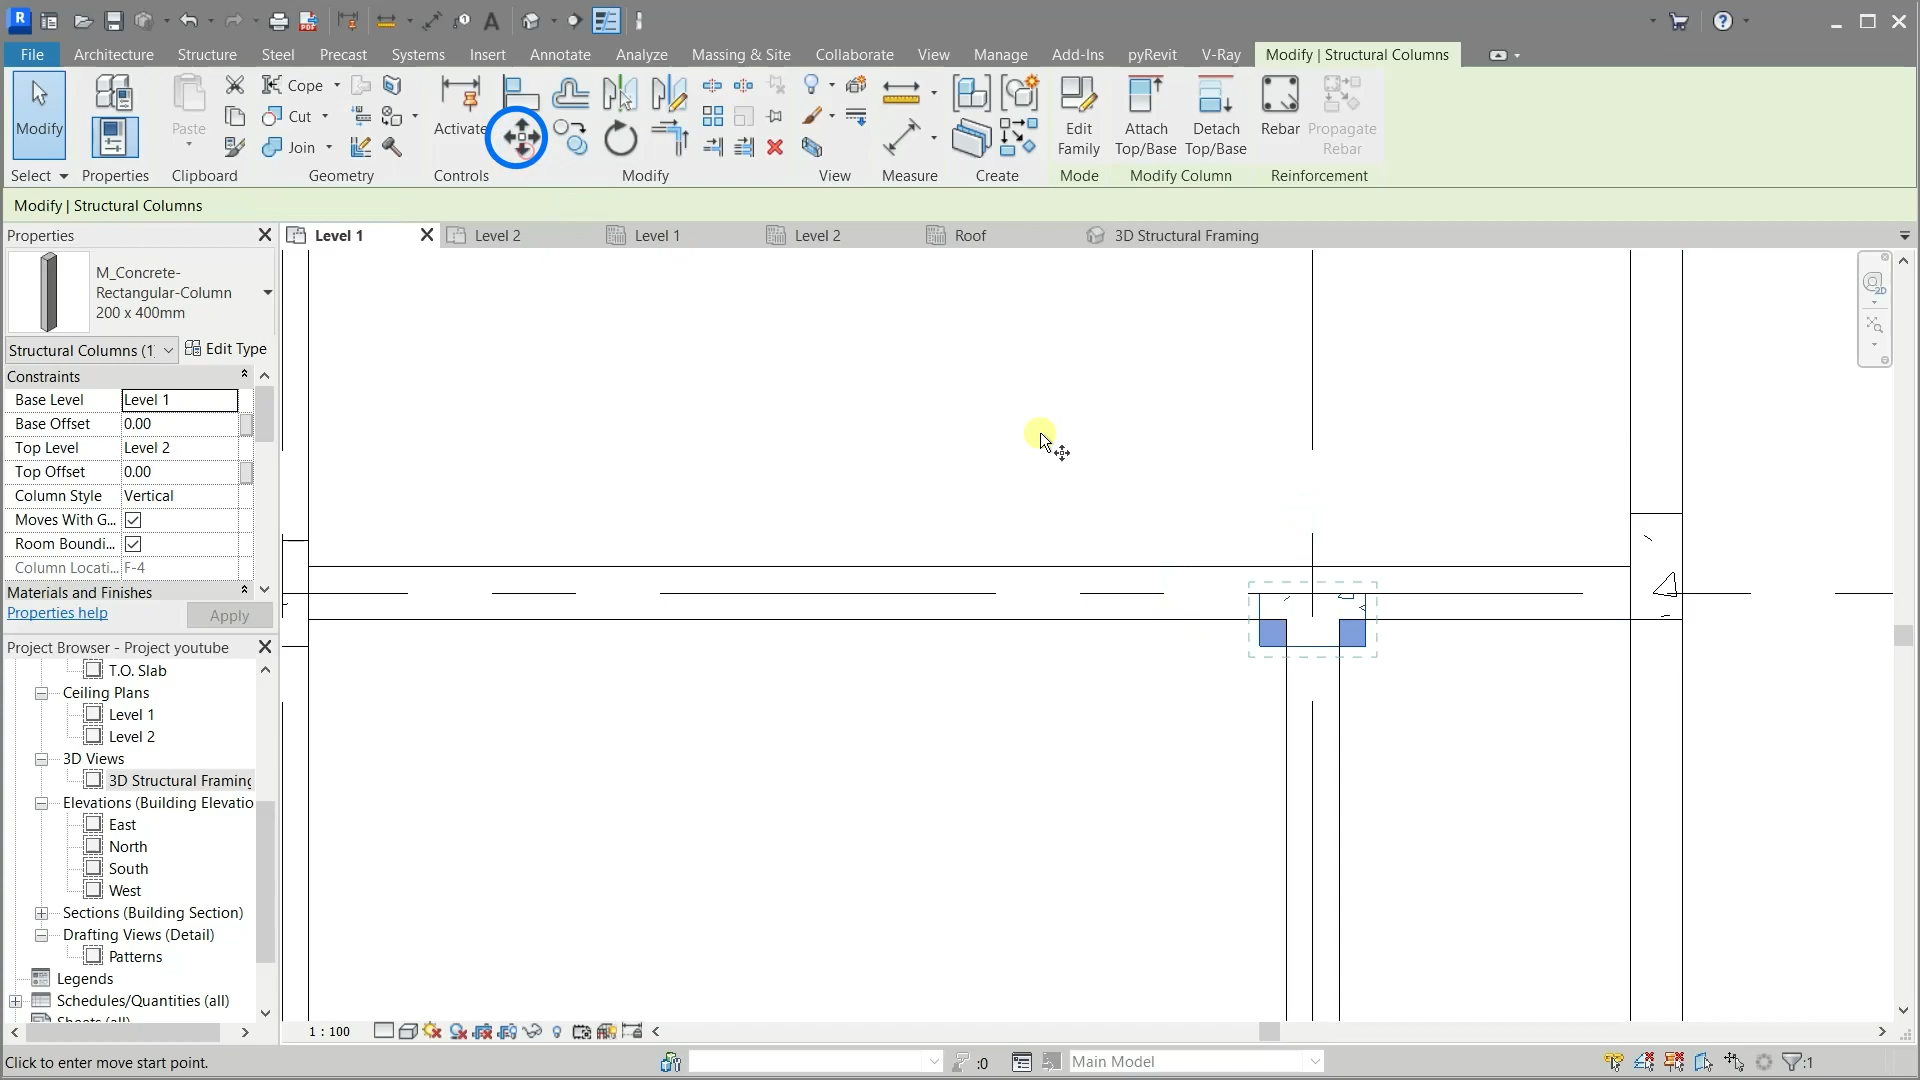 File Architecture Structure Steel Precast Systems Insert Annotate Analyze Massing & Site Collaborate View Manage Add-Ins pyRevit V-Ray Modify | Structural Columns
Modify
Paste
Cope
Cut
Join
Activate
Edit
Family
Attach
Top/Base
Detach
Top/Base
Rebar
Propagate
Rebar
Select Properties Clipboard Geometry Controls Modify View Measure Create Mode Modify Column Reinforcement
Modify | Structural Columns
Properties
Level 1
Level 2
Level 1
Level 2
Roof
3D Structural Framing
M_Concrete-
Rectangular-Column
200 x 400mm
Structural Columns (1
Edit Type
Constraints
Base Level Level 1
Base Offset 0.00
Top Level Level 2
Top Offset 0.00
Column Style Vertical
Moves With G...
Room Boundi...
Column Locati... F-4
Materials and Finishes
Properties help
Apply
Project Browser - Project youtube
T.O. Slab
Ceiling Plans
Level 1
Level 2
3D Views
3D Structural Framing
Elevations (Building Elevatio
East
North
South
West
Sections (Building Section)
Drafting Views (Detail)
Patterns
Legends
Schedules/Quantities (all)
Sheets (all)
1 : 100
Click to enter move start point.
:0
Main Model
:1